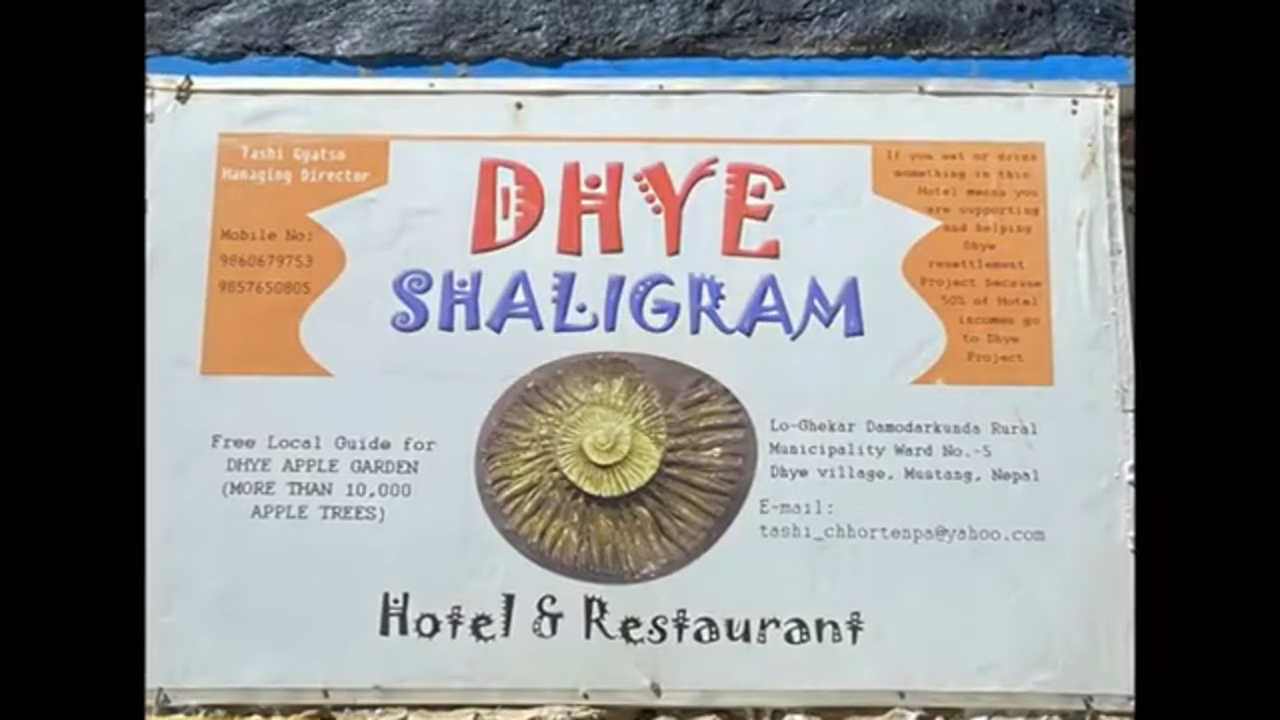 Tashi Gyatso
Managing Director
Mobile No:
9860679753
9857650805
DHYE
SHALIGRAM
If you eat or drink
something in this
Hotel means you
are supporting
and helping
Dhye
resettlement
Project because
50% of Hotel
incomes go
to Dhye
Project
Free Local Guide for
DHYE APPLE GARDEN
(MORE THAN 10,000
APPLE TREES)
Lo-Ghekar Damodarkunda Rural
Municipality Ward No.-5
Dhye village, Mustang, Nepal
E-mail:
tashi_chhortenpa@yahoo.com
Hotel & Restaurant